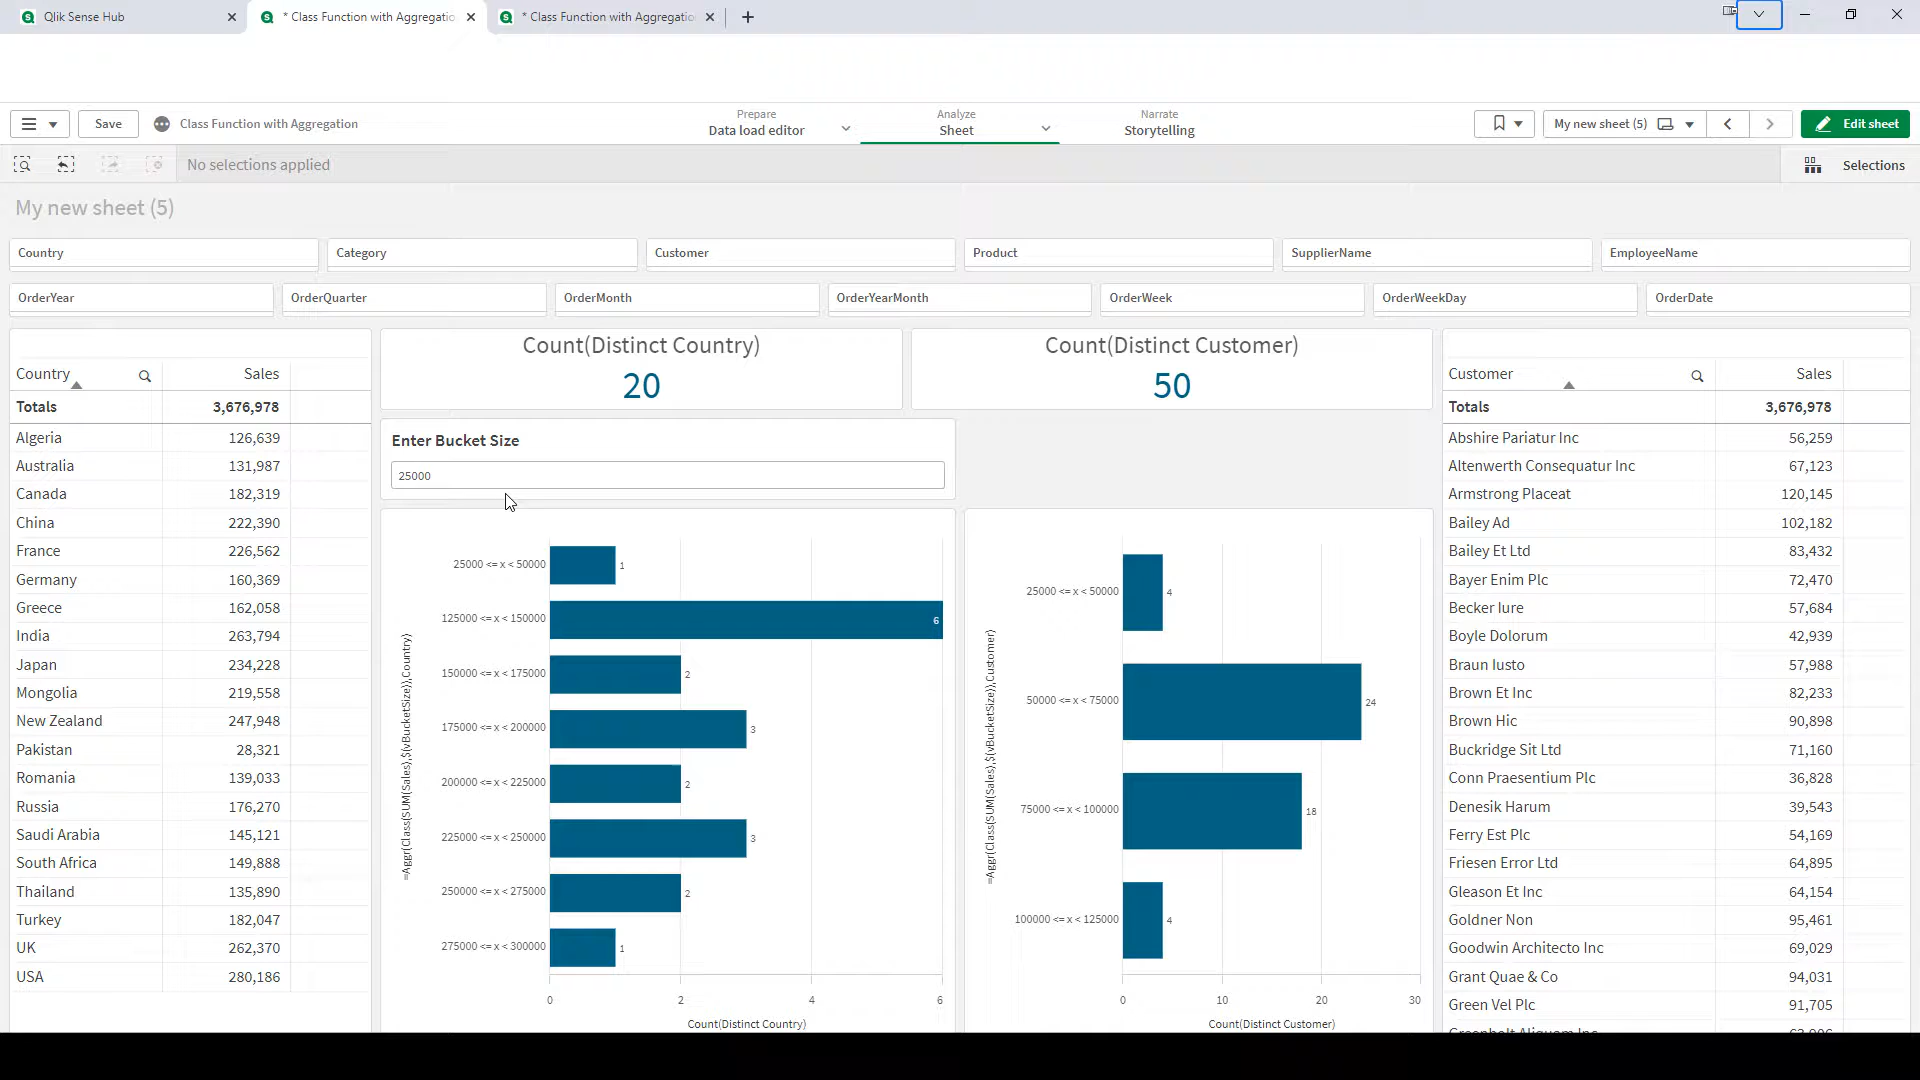 Qlik Sense Hub
* Class Function with Aggregatio
* Class Function with Aggregatio
Save
Class Function with Aggregation
Prepare
Data load editor
Analyze
Sheet
Narrate
Storytelling
My new sheet (5)
Edit sheet
No selections applied
Selections
My new sheet (5)
Country
Category
Customer
Product
SupplierName
EmployeeName
OrderYear
OrderQuarter
OrderMonth
OrderYearMonth
OrderWeek
OrderWeekDay
OrderDate
Country Sales
Totals 3,676,978
Algeria 126,639
Australia 131,987
Canada 182,319
China 222,390
France 226,562
Germany 160,369
Greece 162,058
India 263,794
Japan 234,228
Mongolia 219,558
New Zealand 247,948
Pakistan 28,321
Romania 139,033
Russia 176,270
Saudi Arabia 145,121
South Africa 149,888
Thailand 135,890
Turkey 182,047
UK 262,370
USA 280,186
Count(Distinct Country)
20
Count(Distinct Customer)
50
Enter Bucket Size
25000
=Aggr(Class(SUM(Sales),$(vBucketSize)),Country)
25000 <= x < 50000 1
125000 <= x < 150000 6
150000 <= x < 175000 2
175000 <= x < 200000 3
200000 <= x < 225000 2
225000 <= x < 250000 3
250000 <= x < 275000 2
275000 <= x < 300000 1
0 2 4 6
Count(Distinct Country)
=Aggr(Class(SUM(Sales),$(vBucketSize)),Customer)
25000 <= x < 50000 4
50000 <= x < 75000 24
75000 <= x < 100000 18
100000 <= x < 125000 4
0 10 20 30
Count(Distinct Customer)
Customer Sales
Totals 3,676,978
Abshire Pariatur Inc 56,259
Altenwerth Consequatur Inc 67,123
Armstrong Placeat 120,145
Bailey Ad 102,182
Bailey Et Ltd 83,432
Bayer Enim Plc 72,470
Becker Iure 57,684
Boyle Dolorum 42,939
Braun Iusto 57,988
Brown Et Inc 82,233
Brown Hic 90,898
Buckridge Sit Ltd 71,160
Conn Praesentium Plc 36,828
Denesik Harum 39,543
Ferry Est Plc 54,169
Friesen Error Ltd 64,895
Gleason Et Inc 64,154
Goldner Non 95,461
Goodwin Architecto Inc 69,029
Grant Quae & Co 94,031
Green Vel Plc 91,705